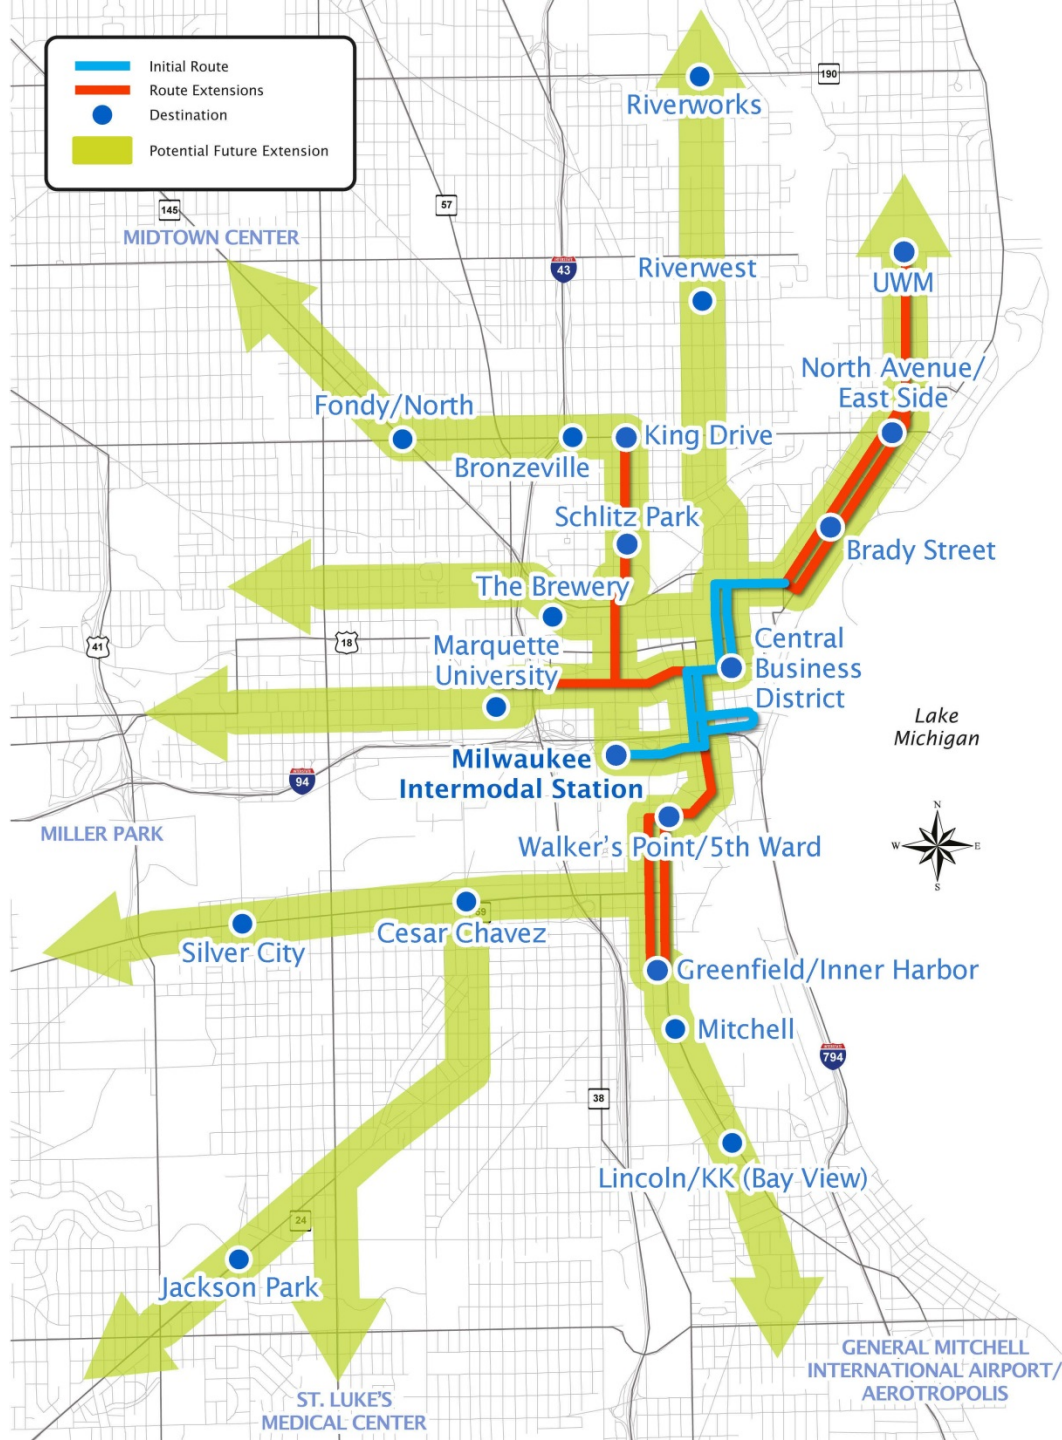 Initial Route
Route Extensions
Destination
Potential Future Extension
190
Riverworks
145
57
MIDTOWN CENTER
43
Riverwest
UWM
North Avenue/
East Side
Fondy/North
King Drive
Bronzeville
Schlitz Park
Brady Street
The Brewery
41
18
Marquette
University
Central
Business
District
Lake
Michigan
Milwaukee
Intermodal Station
94
MILLER PARK
N
W
E
S
Walker's Point/5th Ward
59
Cesar Chavez
Silver City
Greenfield/Inner Harbor
Mitchell
794
38
Lincoln/KK (Bay View)
24
Jackson Park
GENERAL MITCHELL
INTERNATIONAL AIRPORT/
AEROTROPOLIS
ST. LUKE'S
MEDICAL CENTER